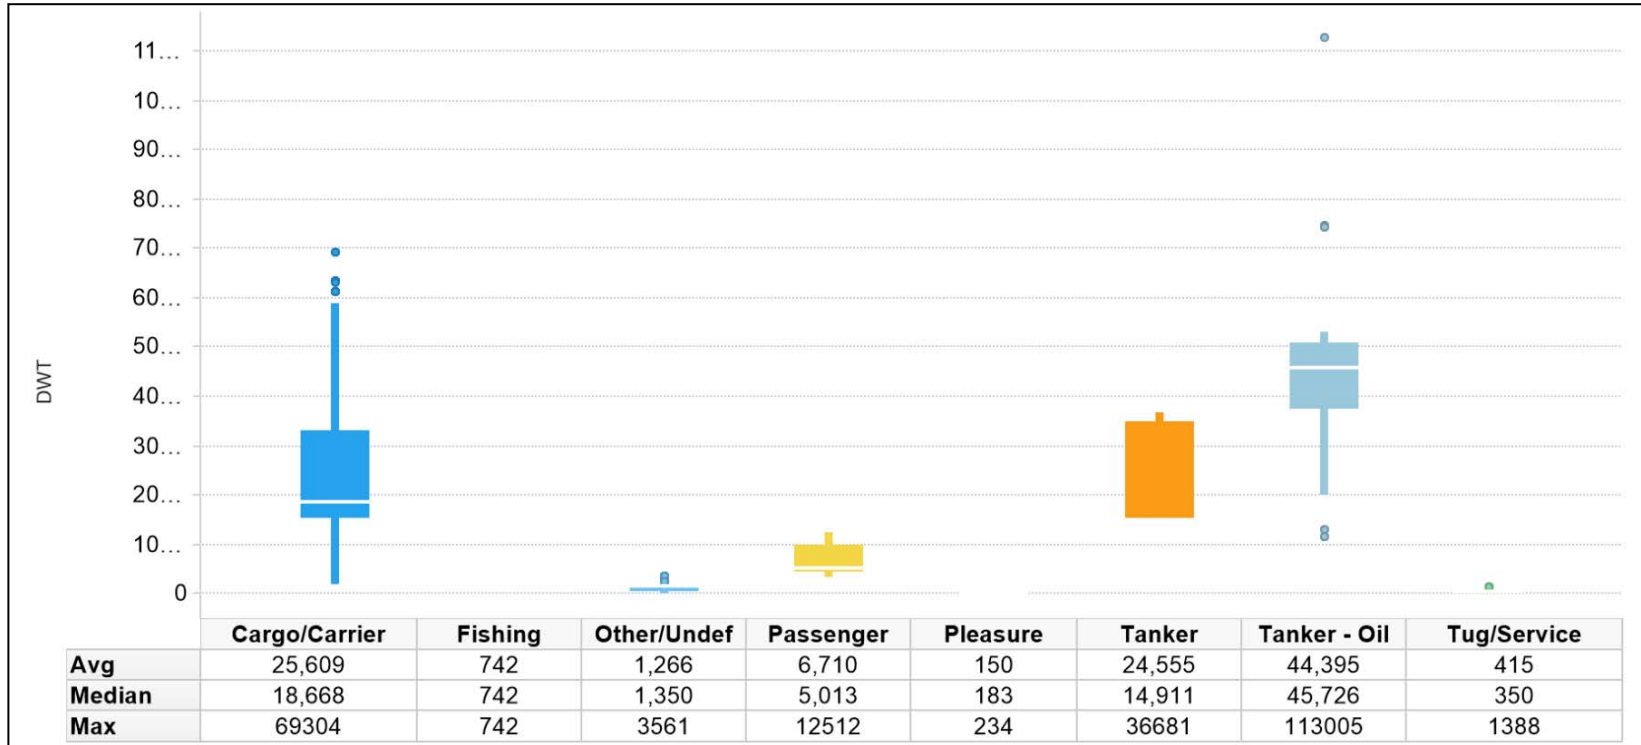 11...
10...
90...
80...
70...
60...
50...
40...
30...
20...
10...
0
DWT
Cargo/Carrier Fishing Other/Undef Passenger Pleasure Tanker Tanker - Oil Tug/Service
Avg 25,609 742 1,266 6,710 150 24,555 44,395 415
Median 18,668 742 1,350 5,013 183 14,911 45,726 350
Max 69304 742 3561 12512 234 36681 113005 1388